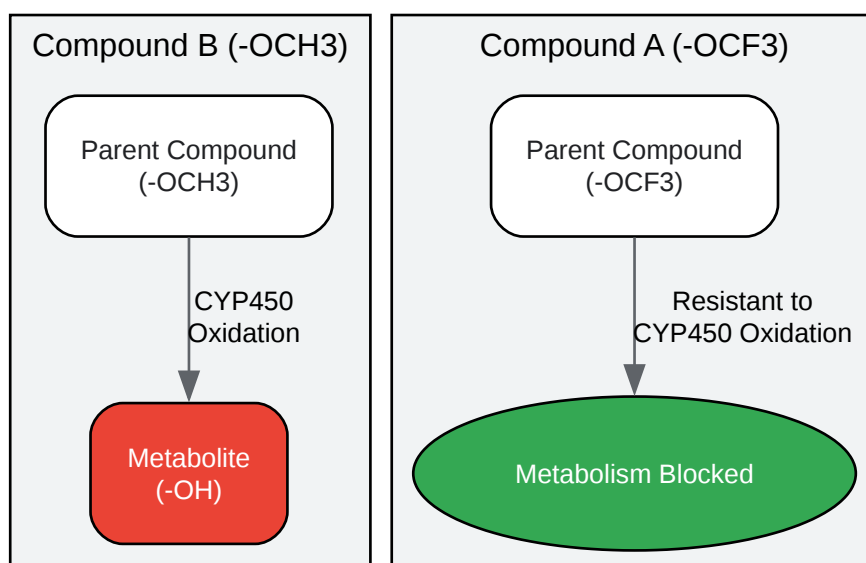 Compound B (-OCH3)
Parent Compound
(-OCH3)
CYP450
Oxidation
Metabolite
(-OH)
Compound A (-OCF3)
Parent Compound
(-OCF3)
Resistant to
CYP450 Oxidation
Metabolism Blocked